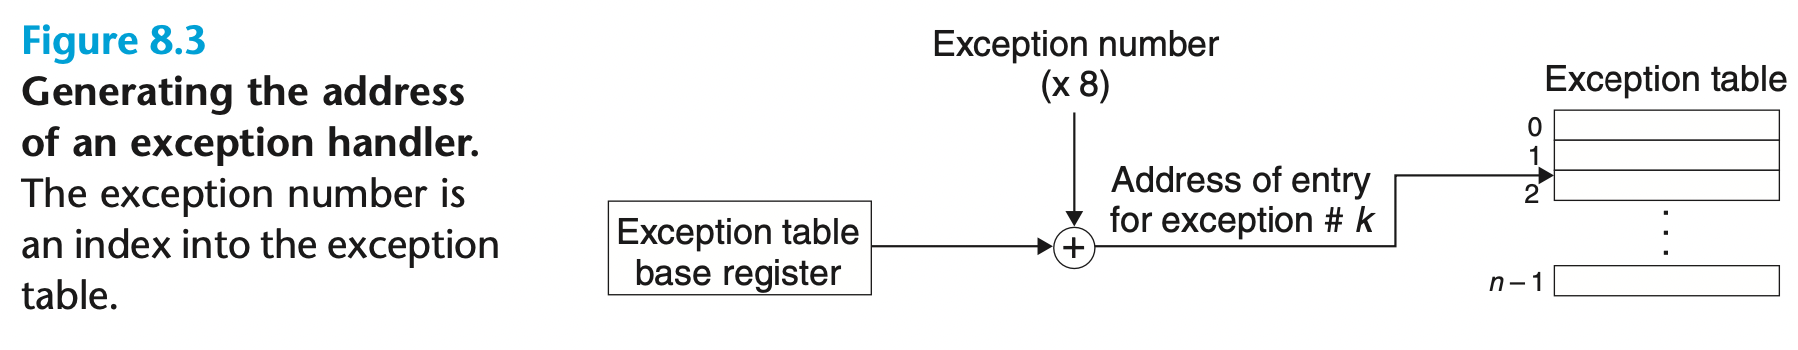 Figure 8.3
Generating the address
of an exception handler.
The exception number is
an index into the exception
table.
Exception number
(x 8)
Exception table
base register
+
Address of entry
for exception # k
Exception table
0
1
2
n – 1